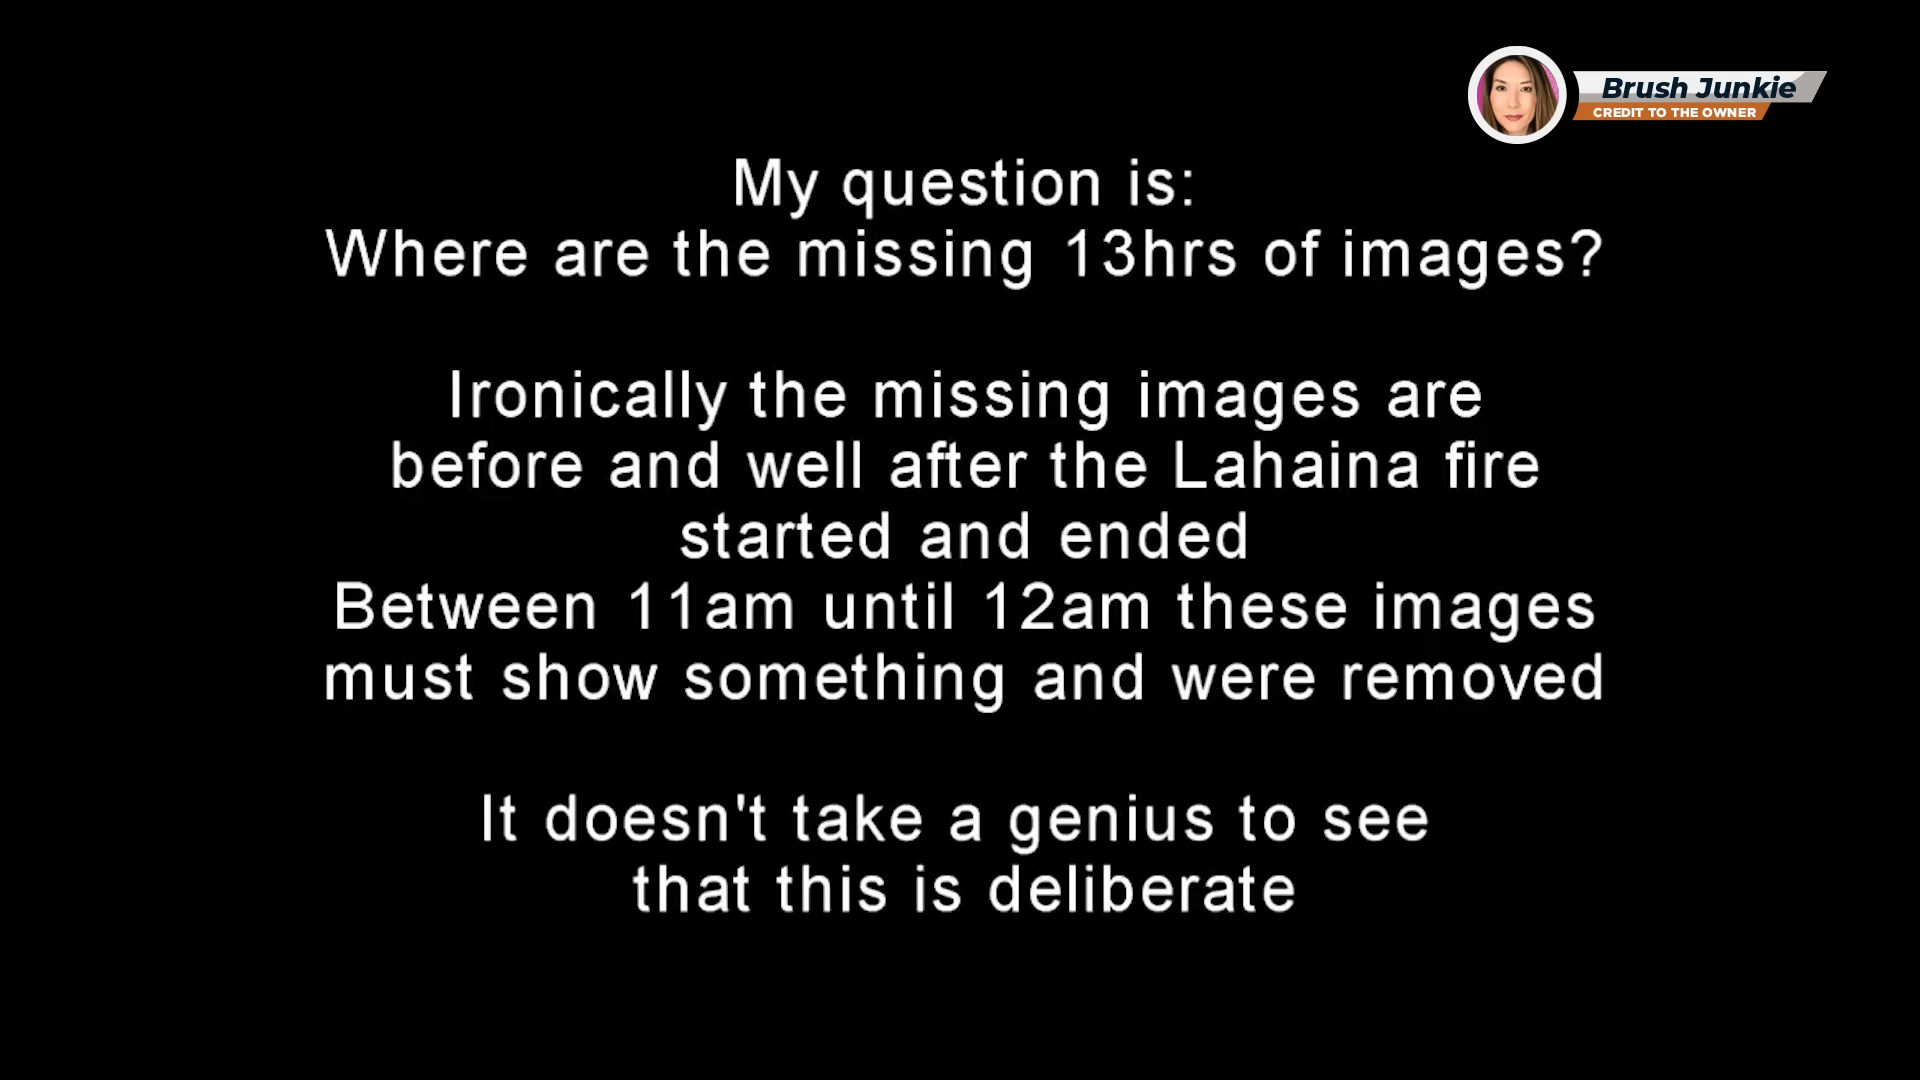 Brush Junkie
CREDIT TO THE OWNER
My question is:
Where are the missing 13hrs of images?
Ironically the missing images are
before and well after the Lahaina fire
started and ended
Between 11am until 12am these images
must show something and were removed
It doesn't take a genius to see
that this is deliberate